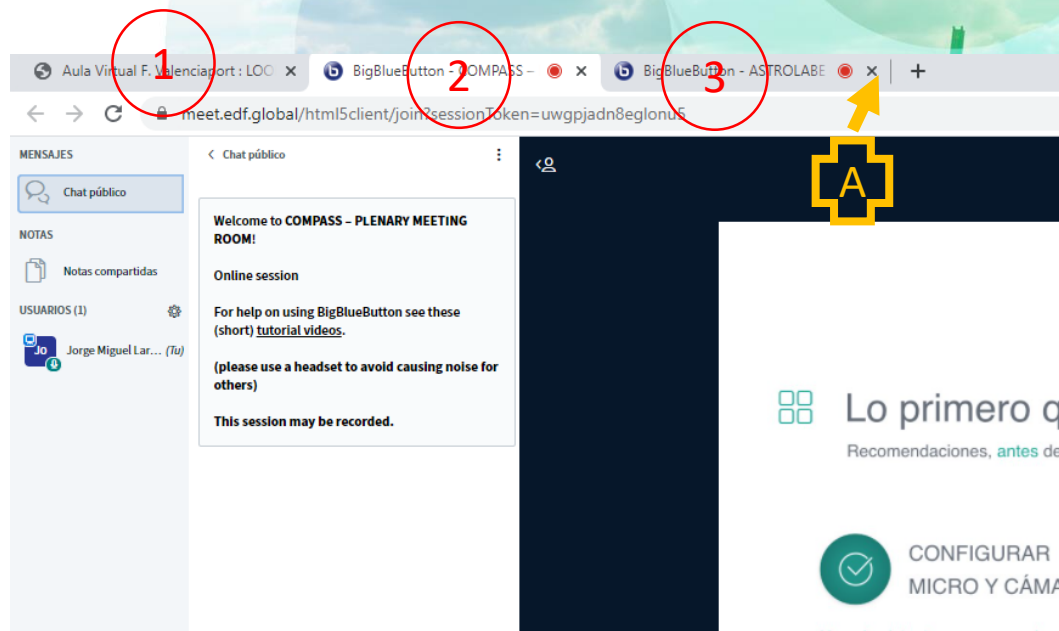 1
2
3
Aula Virtual F. Valenciaport : LOO
BigBlueButton - COMPASS –
BigBlueButton - ASTROLABE
meet.edf.global/html5client/join?sessionToken=uwgpjadn8eglonu5
A
MENSAJES
Chat público
NOTAS
Notas compartidas
USUARIOS (1)
Jo
Jorge Miguel Lar... (Tu)
Chat público
Welcome to COMPASS – PLENARY MEETING
ROOM!
Online session
For help on using BigBlueButton see these
(short) tutorial videos.
(please use a headset to avoid causing noise for
others)
This session may be recorded.
Lo primero q
Recomendaciones, antes de
CONFIGURAR
MICRO Y CÁMA